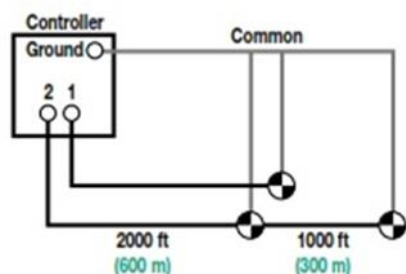 Controller
Ground
Common
2 1
2000 ft
(600 m)
1000 ft
(300 m)